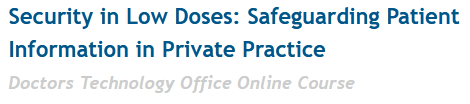 Security in Low Doses: Safeguarding Patient
Information in Private Practice
Doctors Technology Office Online Course